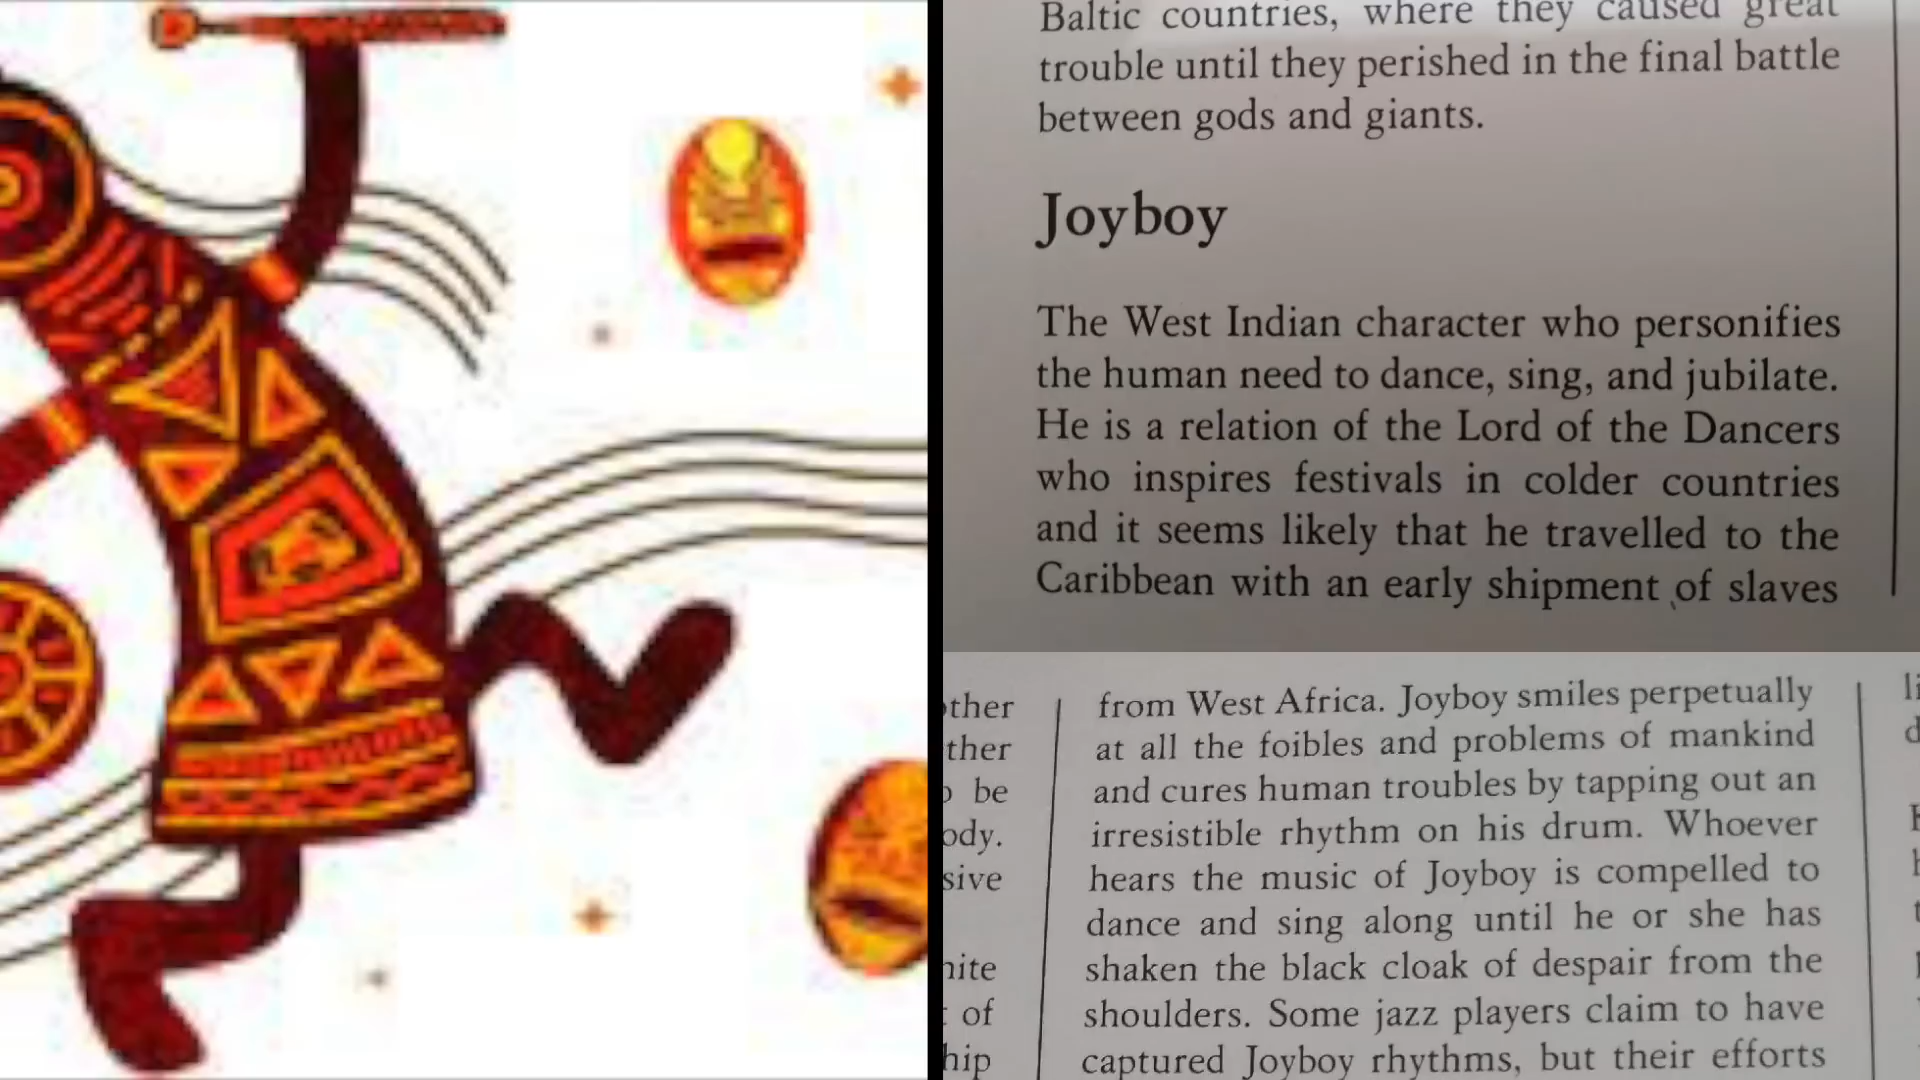 Baltic countries, where they caused great
trouble until they perished in the final battle
between gods and giants.
Joyboy
The West Indian character who personifies
the human need to dance, sing, and jubilate.
He is a relation of the Lord of the Dancers
who inspires festivals in colder countries
and it seems likely that he travelled to the
Caribbean with an early shipment of slaves
from West Africa. Joyboy smiles perpetually
at all the foibles and problems of mankind
and cures human troubles by tapping out an
irresistible rhythm on his drum. Whoever
hears the music of Joyboy is compelled to
dance and sing along until he or she has
shaken the black cloak of despair from the
shoulders. Some jazz players claim to have
captured Joyboy rhythms, but their efforts